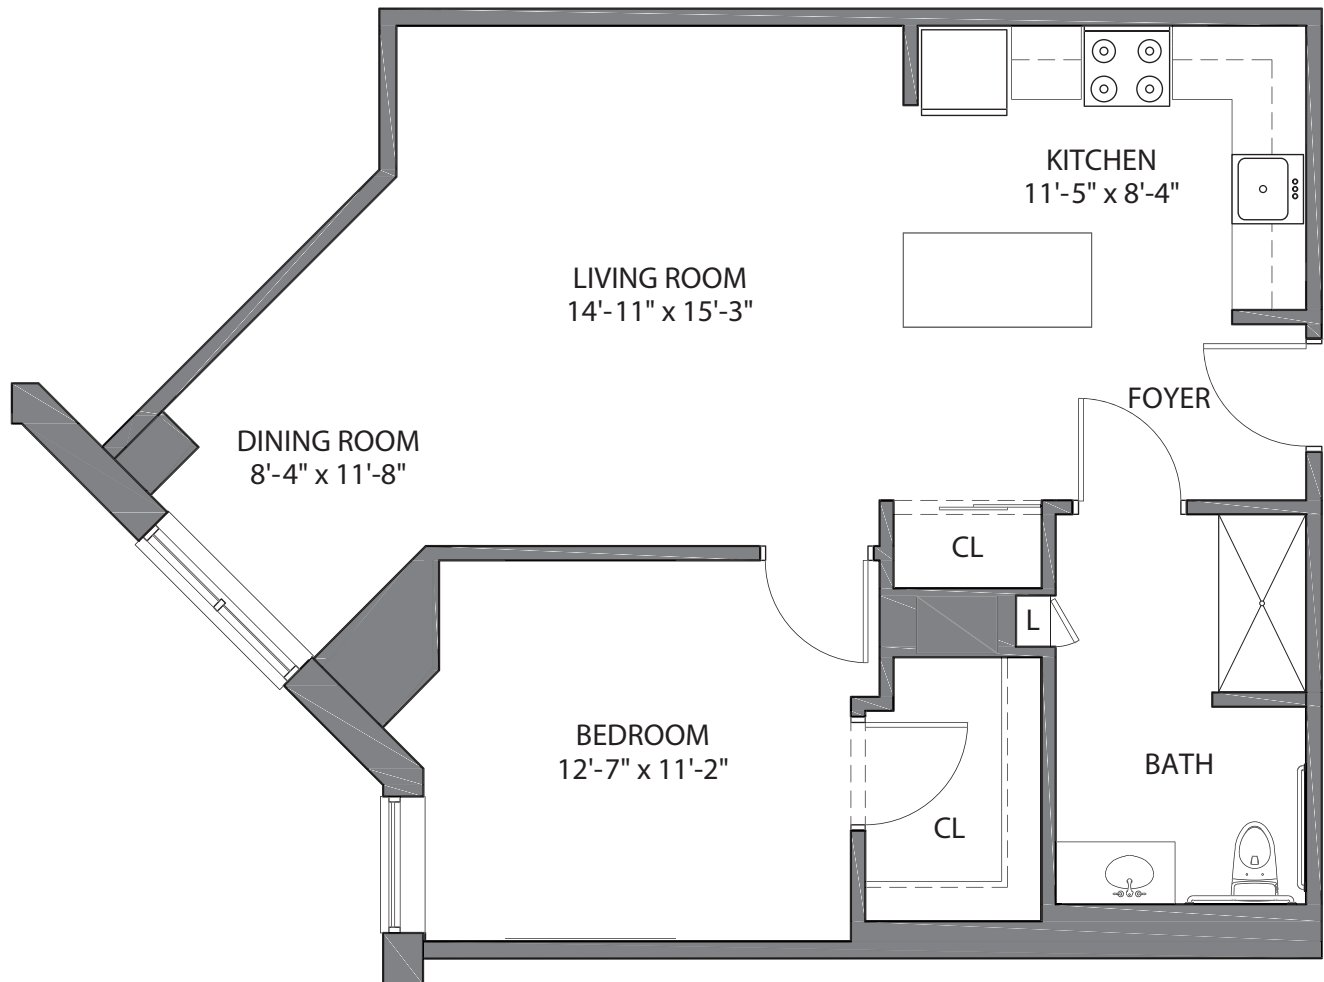 KITCHEN
11'-5" x 8'-4"
LIVING ROOM
14'-11" x 15'-3"
FOYER
DINING ROOM
8'-4" x 11'-8"
CL
L
BEDROOM
12'-7" x 11'-2"
BATH
CL